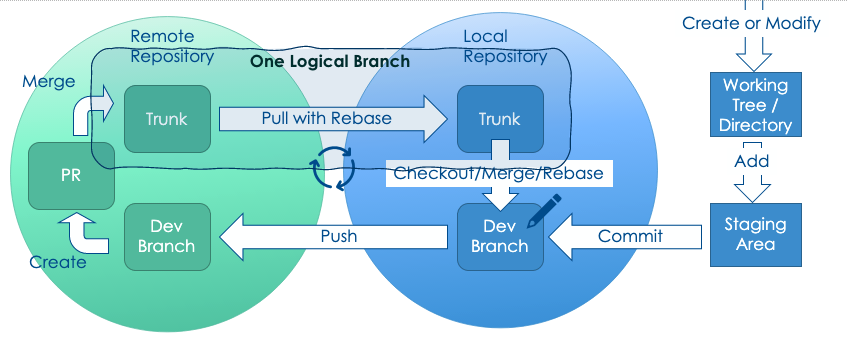 Remote
Repository
One Logical Branch
Local
Repository
Create or Modify
Merge
Trunk
Pull with Rebase
Trunk
Working
Tree /
Directory
PR
Checkout/Merge/Rebase
Add
Dev
Branch
Push
Dev
Branch
Commit
Staging
Area
Create